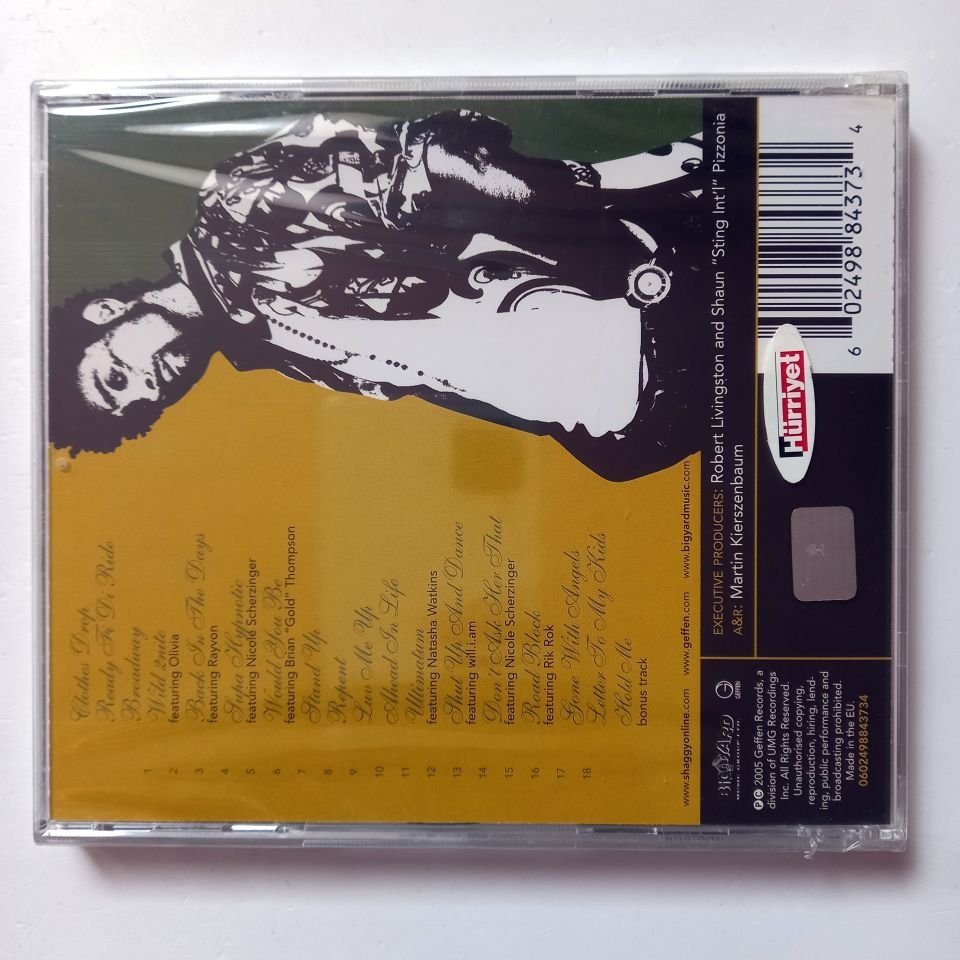 1 Clothes Drop
2 Ready Fi Di Ride
3 Broadway
4 Wild 2nite
featuring Olivia
5 Back In The Days
featuring Rayvon
6 Supa Hypnotic
featuring Nicole Scherzinger
7 Would You Be
featuring Brian "Gold" Thompson
8 Stand Up
9 Repent
10 Luv Me Up
11 Ahead In Life
12 Ultimatum
featuring Natasha Watkins
13 Shut Up And Dance
featuring will.i.am
14 Don't Ask Her That
featuring Nicole Scherzinger
15 Road Block
featuring Rik Rok
16 Gone With Angels
17 Letter To My Kids
18 Hold Me
bonus track
www.shaggyonline.com www.geffen.com www.bigyardmusic.com
BIGYARD
MUSIC GROUP LTD.
GEFFEN
EXECUTIVE PRODUCERS: Robert Livingston and Shaun "Sting Int'l" Pizzonia
A&R: Martin Kierszenbaum
℗ © 2005 Geffen Records, a
division of UMG Recordings
Inc. All Rights Reserved.
Unauthorised copying,
reproduction, hiring, lend-
ing, public performance and
broadcasting prohibited.
Made in the EU.
0602498843734
Hürriyet
6 02498 84373 4